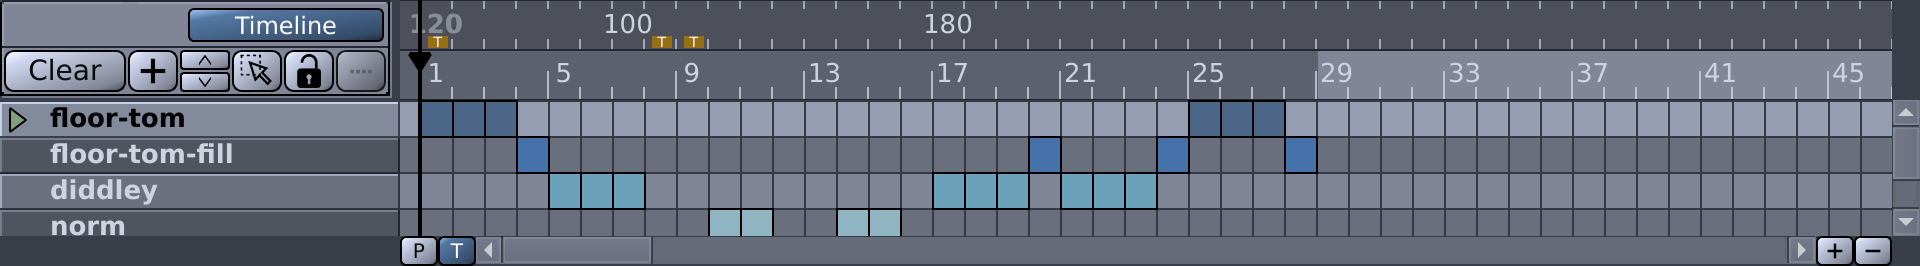 Timeline 120 100 180
T T T
Clear + 1 5 9 13 17 21 25 29 33 37 41 45
floor-tom
floor-tom-fill
diddley
norm
P T + −